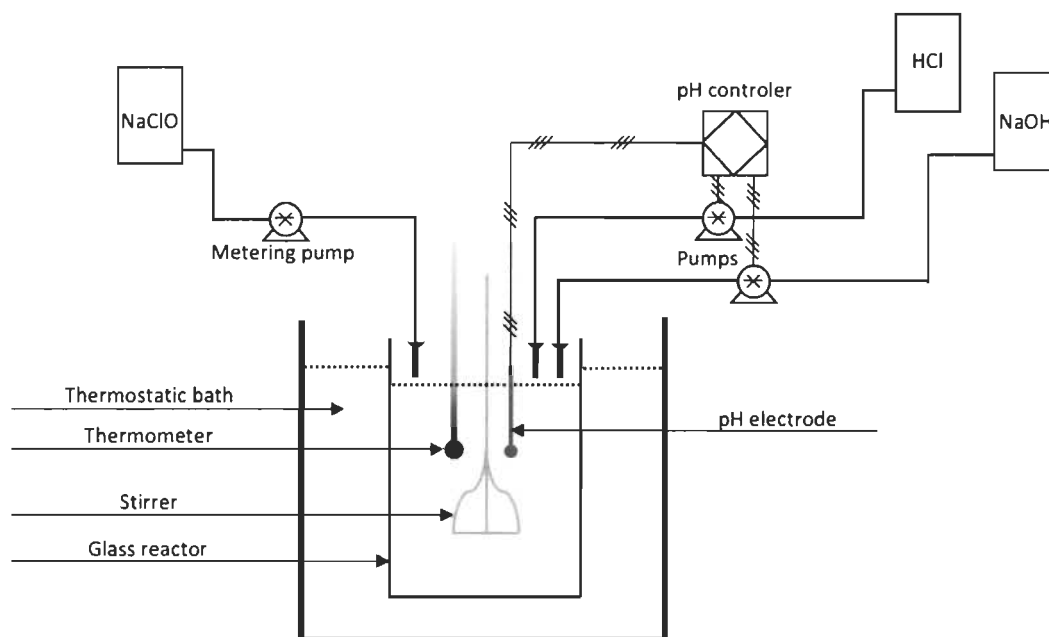 HCl
NaClO
pH controler
NaOH
Metering pump
Pumps
Thermostatic bath
Thermometer
pH electrode
Stirrer
Glass reactor